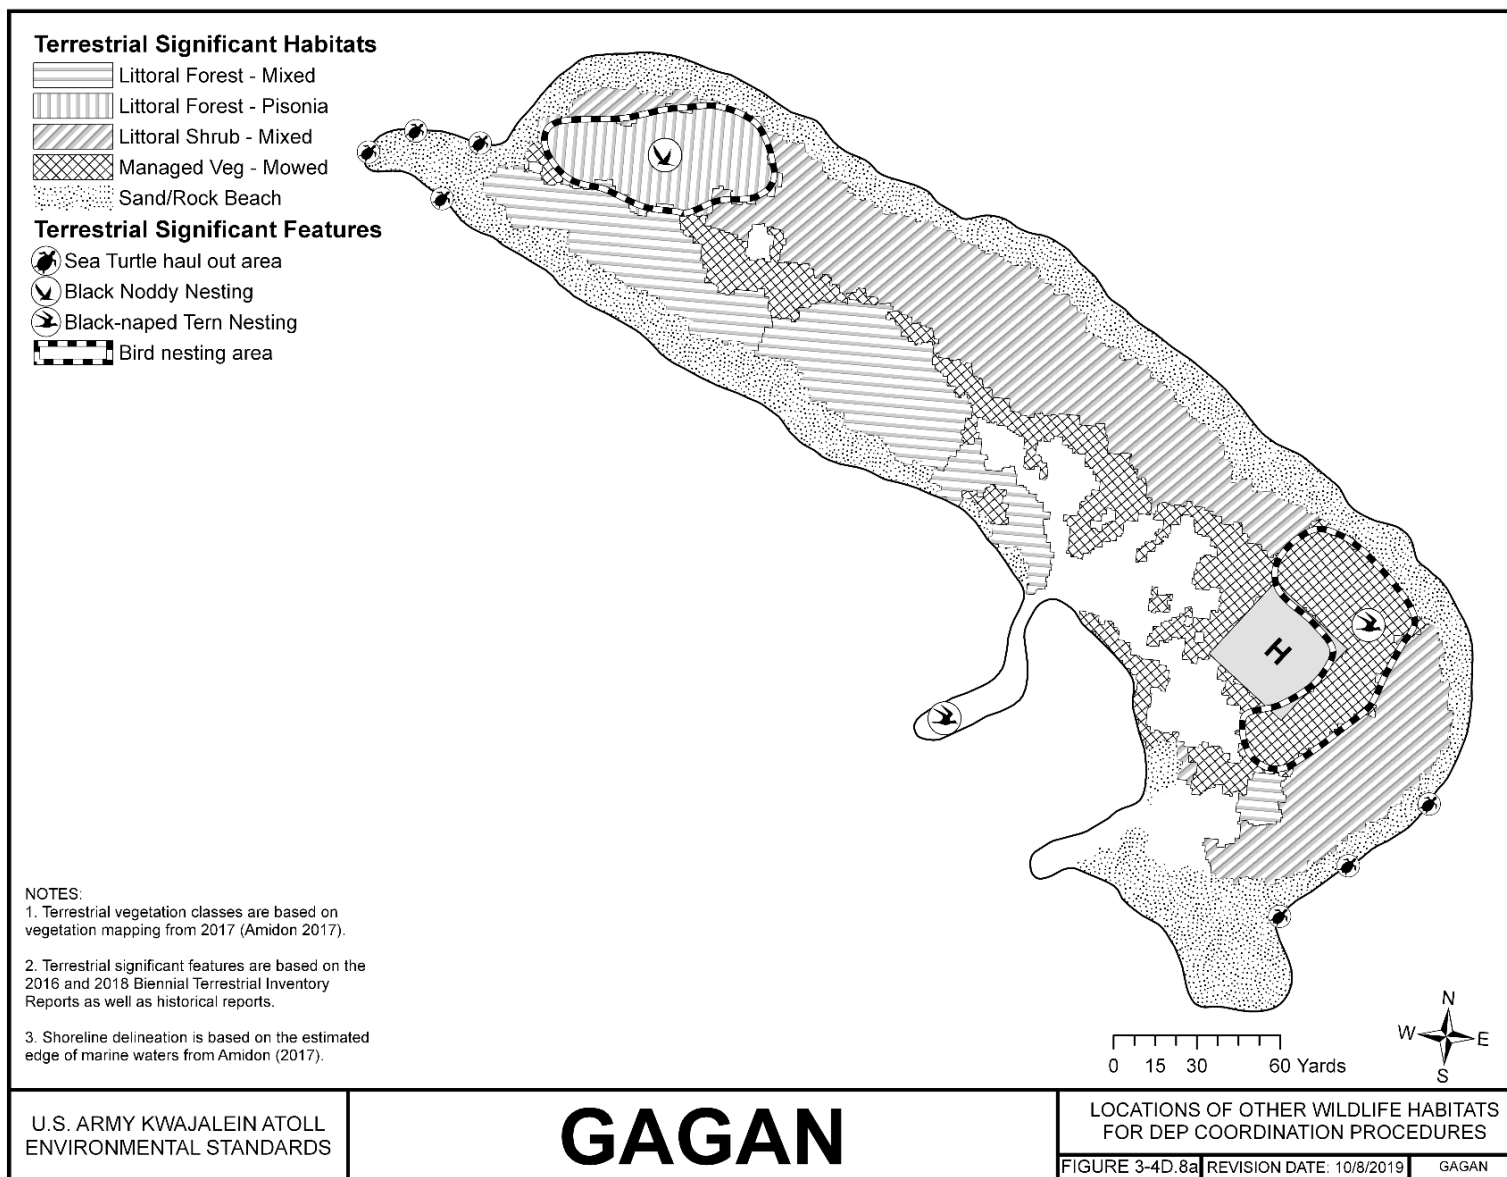 Terrestrial Significant Habitats
Littoral Forest - Mixed
Littoral Forest - Pisonia
Littoral Shrub - Mixed
Managed Veg - Mowed
Sand/Rock Beach
Terrestrial Significant Features
Sea Turtle haul out area
Black Noddy Nesting
Black-naped Tern Nesting
Bird nesting area
H
NOTES:
1. Terrestrial vegetation classes are based on
vegetation mapping from 2017 (Amidon 2017).
2. Terrestrial significant features are based on the
2016 and 2018 Biennial Terrestrial Inventory
Reports as well as historical reports.
3. Shoreline delineation is based on the estimated
edge of marine waters from Amidon (2017).
0 15 30 60 Yards
N
W E
S
U.S. ARMY KWAJALEIN ATOLL
ENVIRONMENTAL STANDARDS
GAGAN
LOCATIONS OF OTHER WILDLIFE HABITATS
FOR DEP COORDINATION PROCEDURES
FIGURE 3-4D.8a REVISION DATE: 10/8/2019 GAGAN